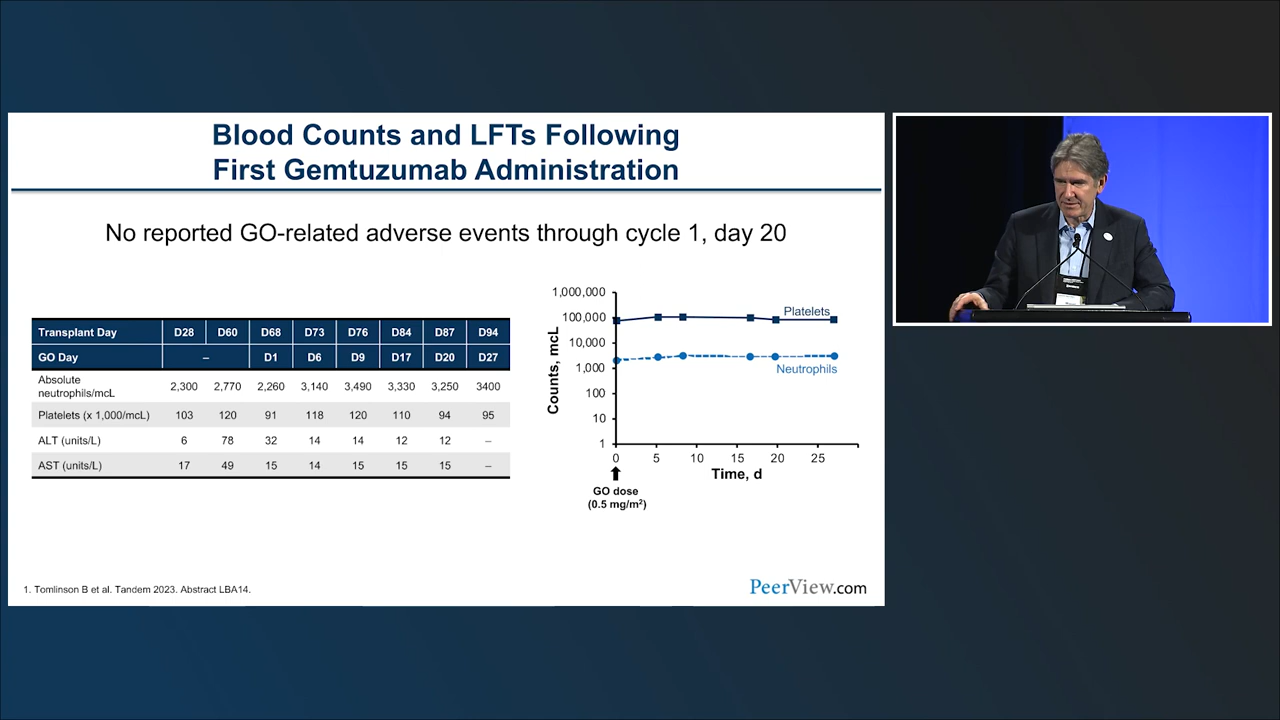 Blood Counts and LFTs Following
First Gemtuzumab Administration
No reported GO-related adverse events through cycle 1, day 20
Transplant Day D28 D60 D68 D73 D76 D84 D87 D94
GO Day – D1 D6 D9 D17 D20 D27
Absolute
neutrophils/mcL 2,300 2,770 2,260 3,140 3,490 3,330 3,250 3400
Platelets (x 1,000/mcL) 103 120 91 118 120 110 94 95
ALT (units/L) 6 78 32 14 14 12 12 –
AST (units/L) 17 49 15 14 15 15 15 –
Counts, mcL
1,000,000
100,000
10,000
1,000
100
10
1
Platelets
Neutrophils
0 5 10 15 20 25
Time, d
GO dose
(0.5 mg/m²)
1. Tomlinson B et al. Tandem 2023. Abstract LBA14.
PeerView.com